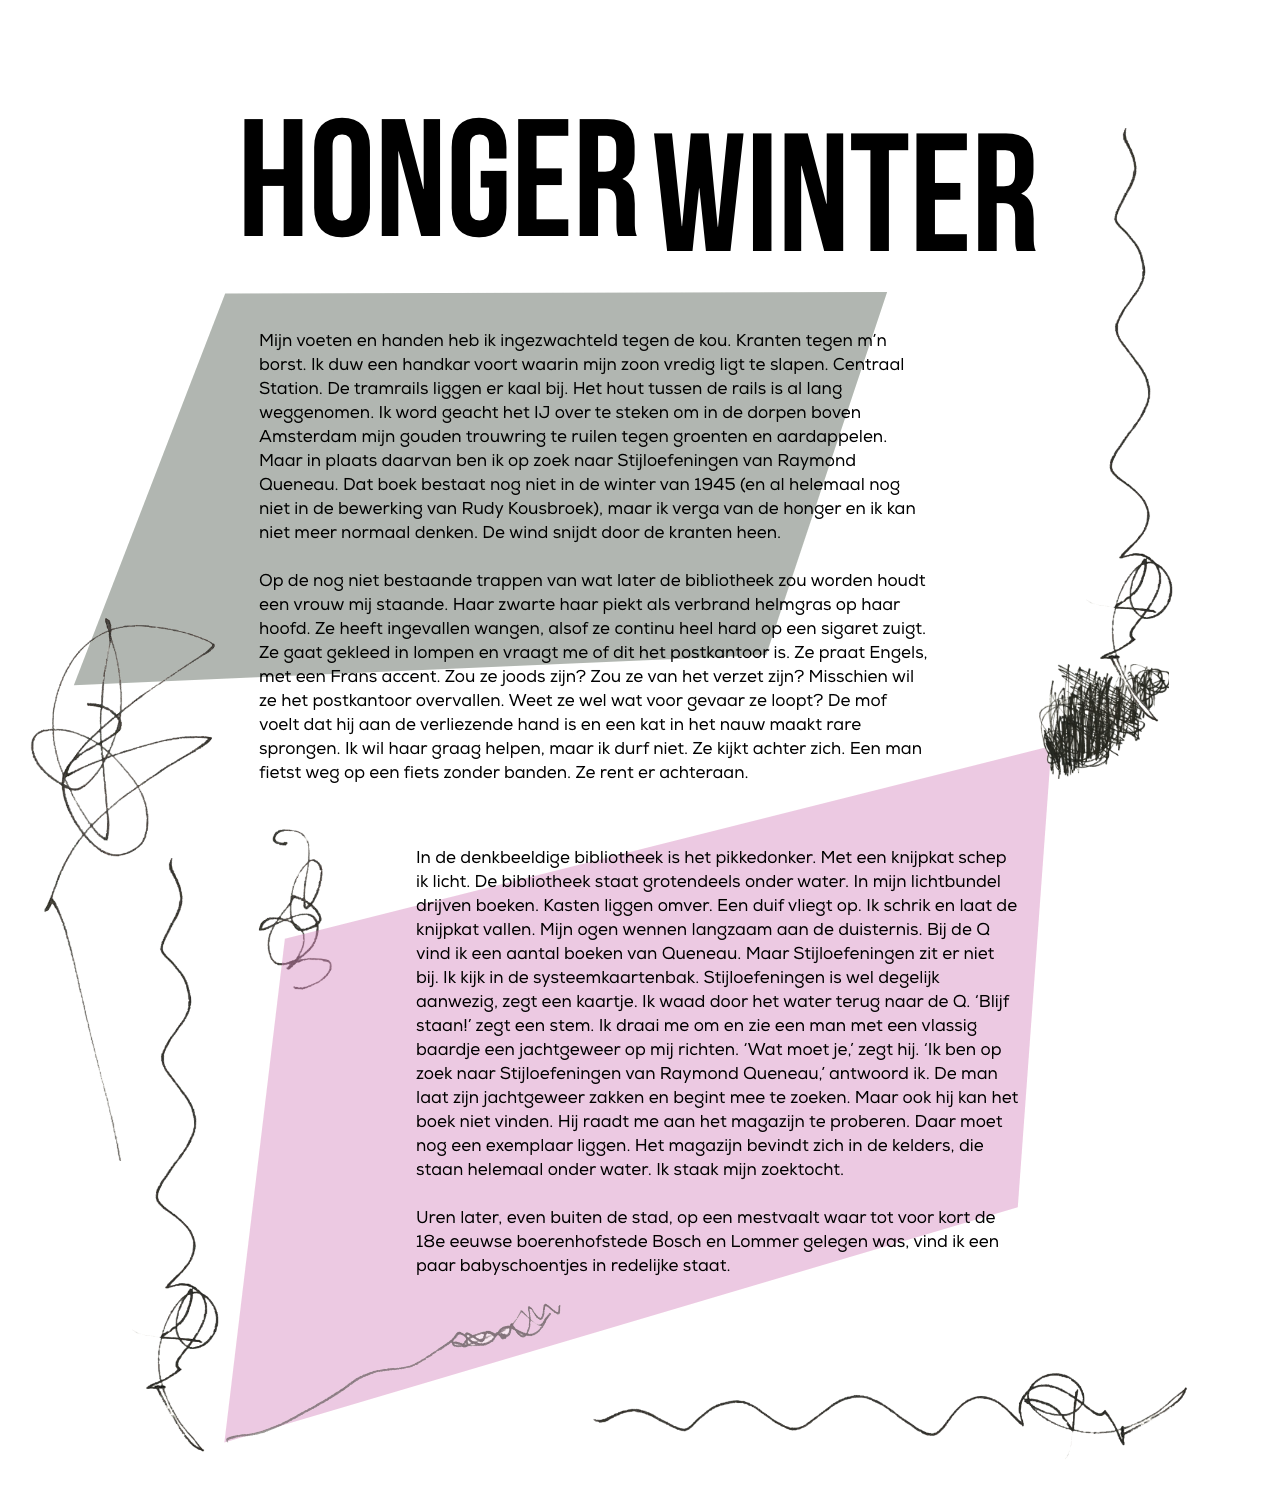 HONGER WINTER
Mijn voeten en handen heb ik ingezwachteld tegen de kou. Kranten tegen m’n
borst. Ik duw een handkar voort waarin mijn zoon vredig ligt te slapen. Centraal
Station. De tramrails liggen er kaal bij. Het hout tussen de rails is al lang
weggenomen. Ik word geacht het IJ over te steken om in de dorpen boven
Amsterdam mijn gouden trouwring te ruilen tegen groenten en aardappelen.
Maar in plaats daarvan ben ik op zoek naar Stijloefeningen van Raymond
Queneau. Dat boek bestaat nog niet in de winter van 1945 (en al helemaal nog
niet in de bewerking van Rudy Kousbroek), maar ik verga van de honger en ik kan
niet meer normaal denken. De wind snijdt door de kranten heen.
Op de nog niet bestaande trappen van wat later de bibliotheek zou worden houdt
een vrouw mij staande. Haar zwarte haar piekt als verbrand helmgras op haar
hoofd. Ze heeft ingevallen wangen, alsof ze continu heel hard op een sigaret zuigt.
Ze gaat gekleed in lompen en vraagt me of dit het postkantoor is. Ze praat Engels,
met een Frans accent. Zou ze joods zijn? Zou ze van het verzet zijn? Misschien wil
ze het postkantoor overvallen. Weet ze wel wat voor gevaar ze loopt? De mof
voelt dat hij aan de verliezende hand is en een kat in het nauw maakt rare
sprongen. Ik wil haar graag helpen, maar ik durf niet. Ze kijkt achter zich. Een man
fietst weg op een fiets zonder banden. Ze rent er achteraan.
In de denkbeeldige bibliotheek is het pikkedonker. Met een knijpkat schep
ik licht. De bibliotheek staat grotendeels onder water. In mijn lichtbundel
drijven boeken. Kasten liggen omver. Een duif vliegt op. Ik schrik en laat de
knijpkat vallen. Mijn ogen wennen langzaam aan de duisternis. Bij de Q
vind ik een aantal boeken van Queneau. Maar Stijloefeningen zit er niet
bij. Ik kijk in de systeemkaartenbak. Stijloefeningen is wel degelijk
aanwezig, zegt een kaartje. Ik waad door het water terug naar de Q. ‘Blijf
staan!’ zegt een stem. Ik draai me om en zie een man met een vlassig
baardje een jachtgeweer op mij richten. ‘Wat moet je,’ zegt hij. ‘Ik ben op
zoek naar Stijloefeningen van Raymond Queneau,’ antwoord ik. De man
laat zijn jachtgeweer zakken en begint mee te zoeken. Maar ook hij kan het
boek niet vinden. Hij raadt me aan het magazijn te proberen. Daar moet
nog een exemplaar liggen. Het magazijn bevindt zich in de kelders, die
staan helemaal onder water. Ik staak mijn zoektocht.
Uren later, even buiten de stad, op een mestvaalt waar tot voor kort de
18e eeuwse boerenhofstede Bosch en Lommer gelegen was, vind ik een
paar babyschoentjes in redelijke staat.